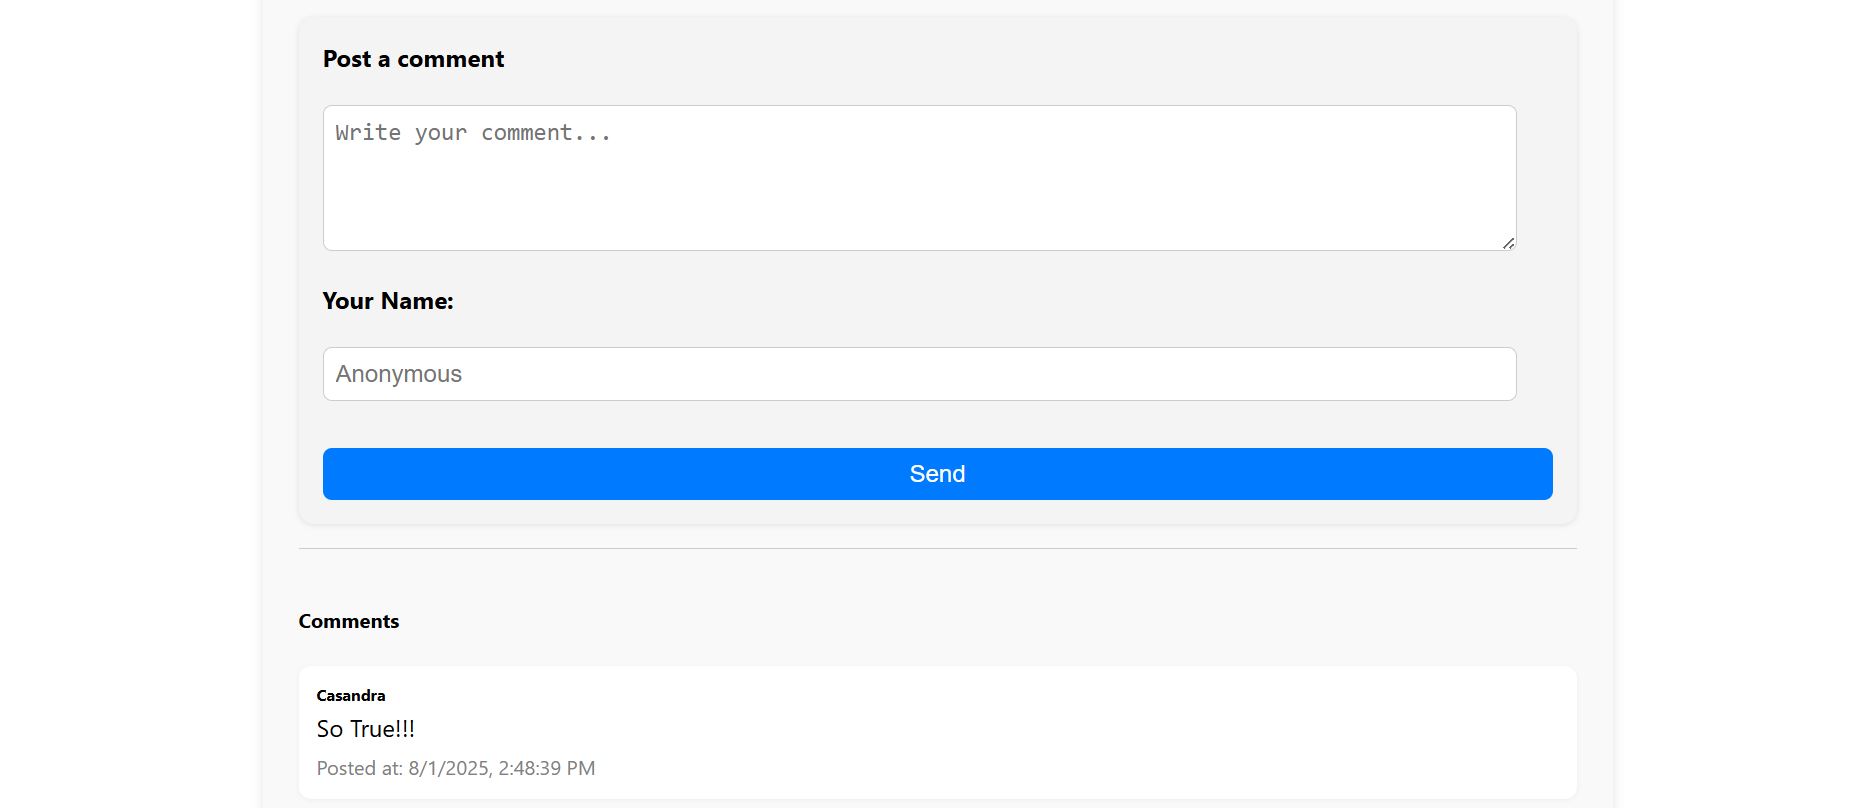 Post a comment
Write your comment...
Your Name:
Anonymous
Send
Comments
Casandra
So True!!!
Posted at: 8/1/2025, 2:48:39 PM